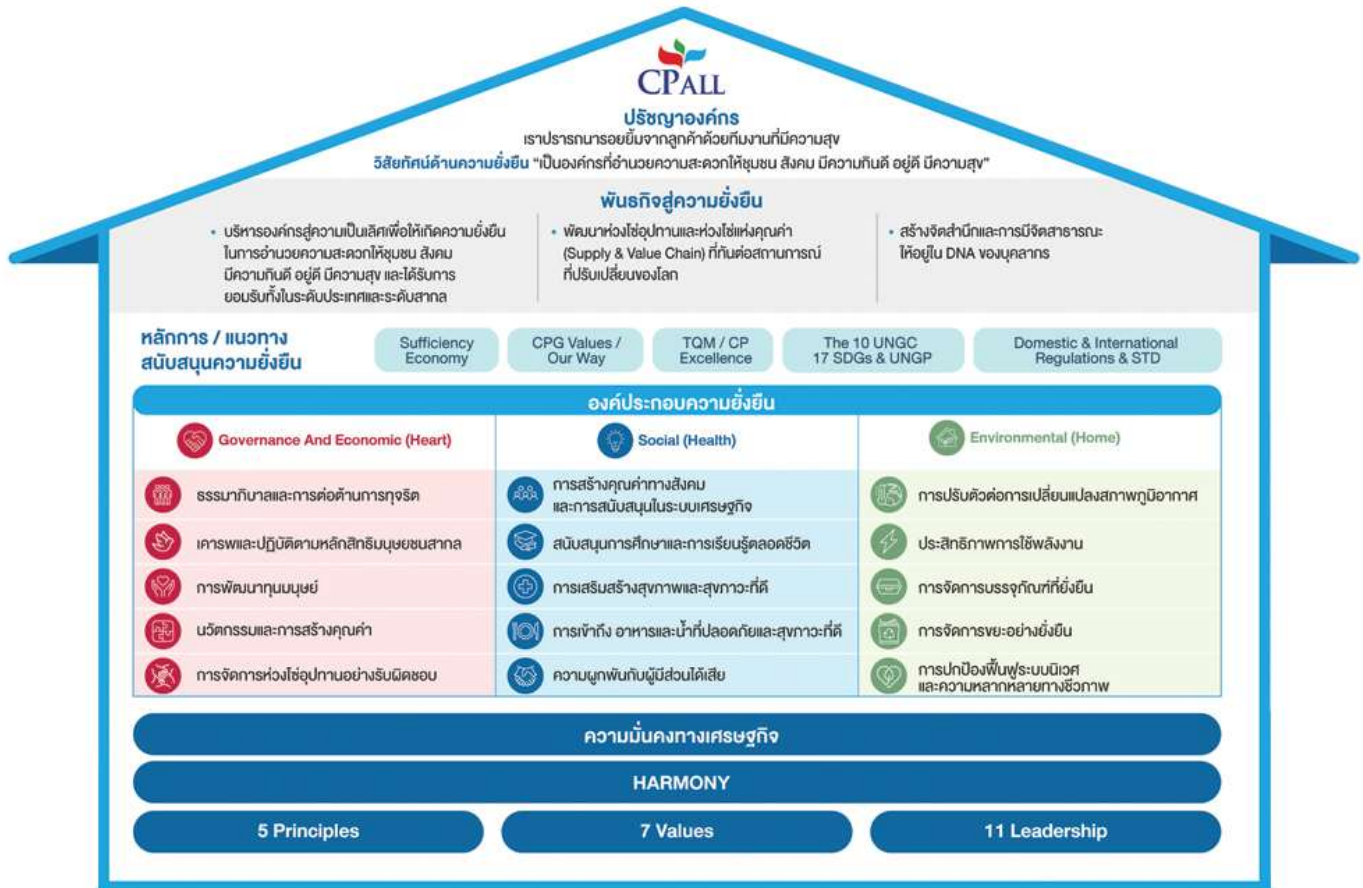 CPALL
ปรัชญาองค์กร
เราปรารถนารอยยิ้มจากลูกค้าด้วยทีมงานที่มีความสุข
วิสัยทัศน์ด้านความยั่งยืน "เป็นองค์กรที่อำนวยความสะดวกให้ชุมชน สังคม มีความกินดี อยู่ดี มีความสุข"
พันธกิจสู่ความยั่งยืน
• บริหารองค์กรสู่ความเป็นเลิศเพื่อให้เกิดความยั่งยืน
ในการอำนวยความสะดวกให้ชุมชน สังคม
มีความกินดี อยู่ดี มีความสุข และได้รับการ
ยอมรับทั้งในระดับประเทศและระดับสากล
• พัฒนาห่วงโซ่อุปทานและห่วงโซ่แห่งคุณค่า
(Supply & Value Chain) ที่ทันต่อสถานการณ์
ที่ปรับเปลี่ยนของโลก
• สร้างจิตสำนึกและการมีจิตสาธารณะ
ให้อยู่ใน DNA ของบุคลากร
หลักการ / แนวทาง
สนับสนุนความยั่งยืน
Sufficiency
Economy
CPG Values /
Our Way
TQM / CP
Excellence
The 10 UNGC
17 SDGs & UNGP
Domestic & International
Regulations & STD
องค์ประกอบความยั่งยืน
Governance And Economic (Heart)
ธรรมาภิบาลและการต่อต้านการทุจริต
เคารพและปฏิบัติตามหลักสิทธิมนุษยชนสากล
การพัฒนาทุนมนุษย์
นวัตกรรมและการสร้างคุณค่า
การจัดการห่วงโซ่อุปทานอย่างรับผิดชอบ
Social (Health)
การสร้างคุณค่าทางสังคม
และการสนับสนุนในระบบเศรษฐกิจ
สนับสนุนการศึกษาและการเรียนรู้ตลอดชีวิต
การเสริมสร้างสุขภาพและสุขภาวะที่ดี
การเข้าถึง อาหารและน้ำที่ปลอดภัยและสุขภาวะที่ดี
ความผูกพันกับผู้มีส่วนได้เสีย
Environmental (Home)
การปรับตัวต่อการเปลี่ยนแปลงสภาพภูมิอากาศ
ประสิทธิภาพการใช้พลังงาน
การจัดการบรรจุภัณฑ์ที่ยั่งยืน
การจัดการขยะอย่างยั่งยืน
การปกป้องฟื้นฟูระบบนิเวศ
และความหลากหลายทางชีวภาพ
ความมั่นคงทางเศรษฐกิจ
HARMONY
5 Principles
7 Values
11 Leadership